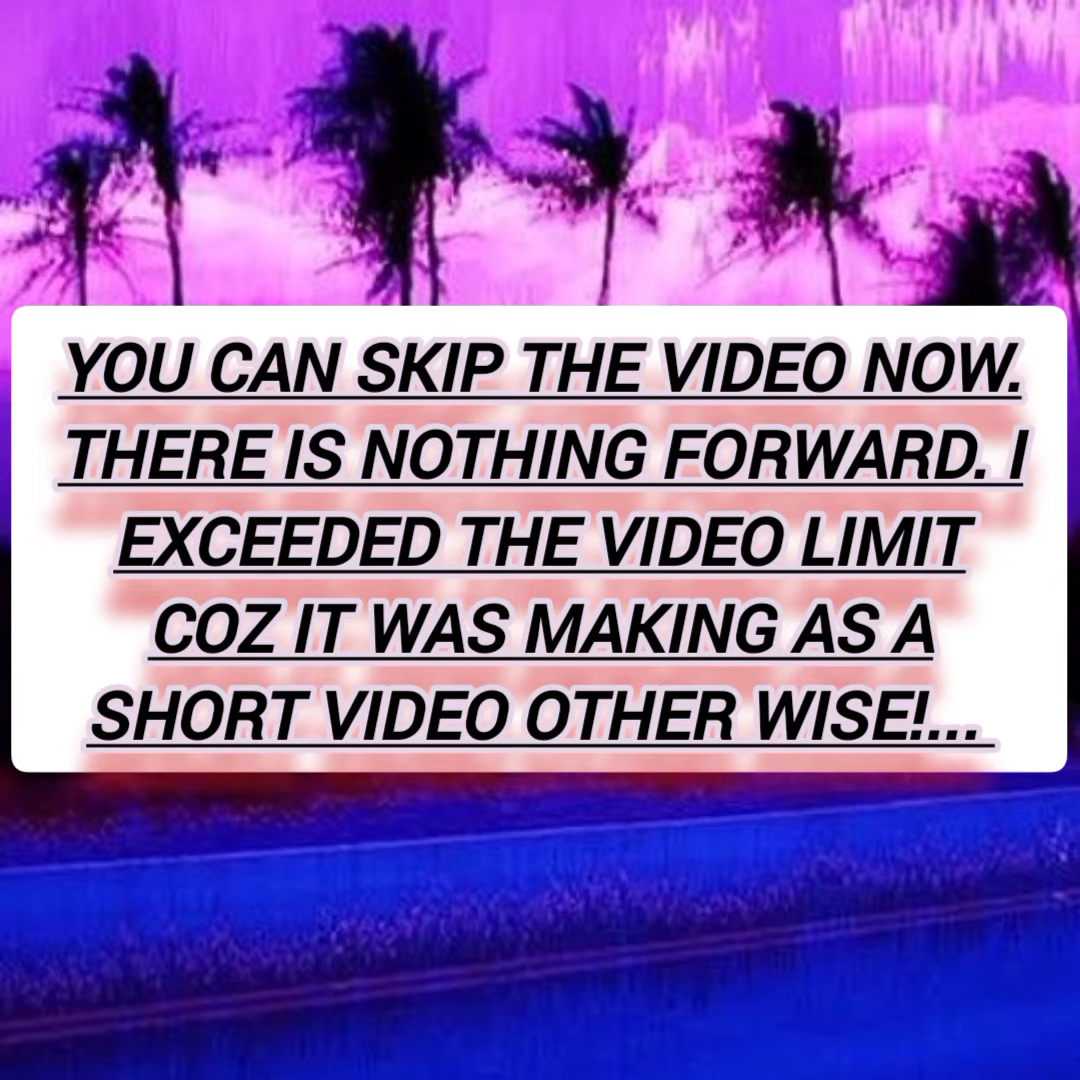 YOU CAN SKIP THE VIDEO NOW.
THERE IS NOTHING FORWARD. I
EXCEEDED THE VIDEO LIMIT
COZ IT WAS MAKING AS A
SHORT VIDEO OTHER WISE!...